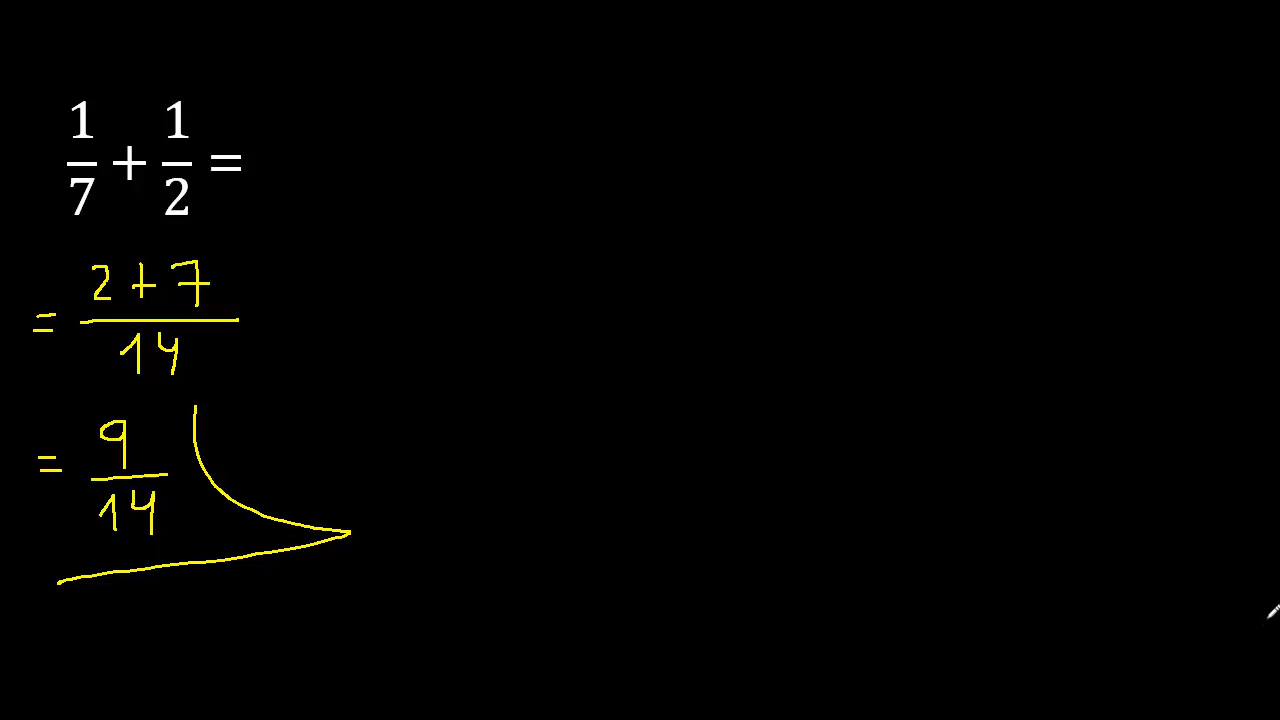 1/7 + 1/2 =
= (2 + 7)/14
= 9/14